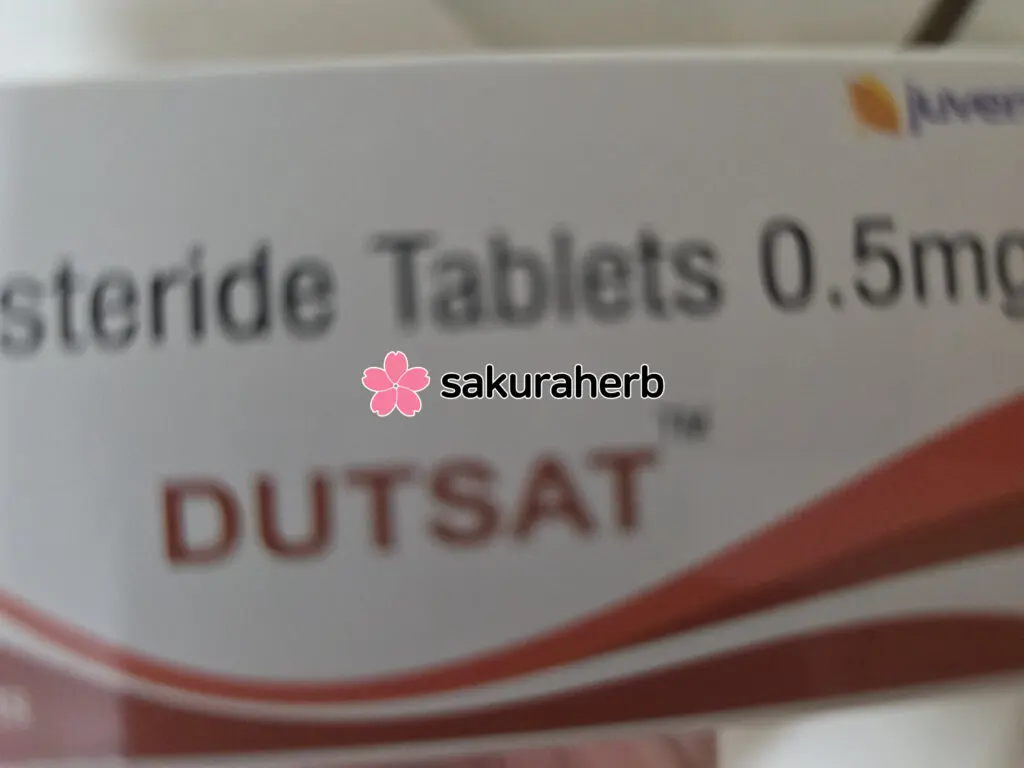 juven
steride Tablets 0.5mg
sakuraherb
DUTSAT™